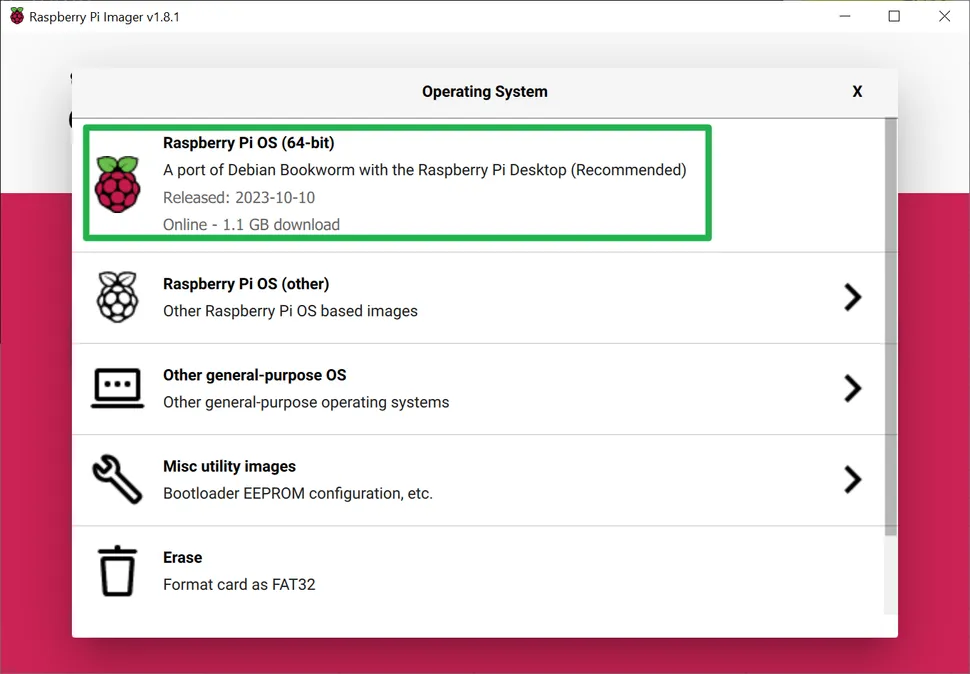 Raspberry Pi Imager v1.8.1
Operating System
X
Raspberry Pi OS (64-bit)
A port of Debian Bookworm with the Raspberry Pi Desktop (Recommended)
Released: 2023-10-10
Online - 1.1 GB download
Raspberry Pi OS (other)
Other Raspberry Pi OS based images
Other general-purpose OS
Other general-purpose operating systems
Misc utility images
Bootloader EEPROM configuration, etc.
Erase
Format card as FAT32